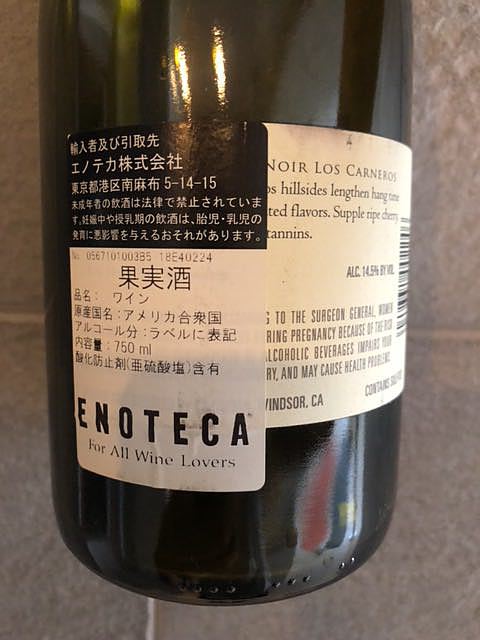 輸入者及び引取先
エノテカ株式会社
東京都港区南麻布 5-14-15
未成年者の飲酒は法律で禁止されていま
す。妊娠中や授乳期の飲酒は、胎児・乳児の
発育に悪影響を与えるおそれがあります。
No. 0567101003B5 18E40224
果実酒
品名： ワイン
原産国名：アメリカ合衆国
アルコール分：ラベルに表記
内容量：750 ml
酸化防止剤(亜硫酸塩)含有
ENOTECA
For All Wine Lovers
NOIR LOS CARNEROS
os hillsides lengthen hang time
ted flavors. Supple ripe cherry,
tannins.
ALC. 14.5% BY VOL.
G TO THE SURGEON GENERAL, WOMEN
RING PREGNANCY BECAUSE OF THE RISK
ALCOHOLIC BEVERAGES IMPAIRS YOUR
RY, AND MAY CAUSE HEALTH PROBLEMS.
WINDSOR, CA
CONTAINS